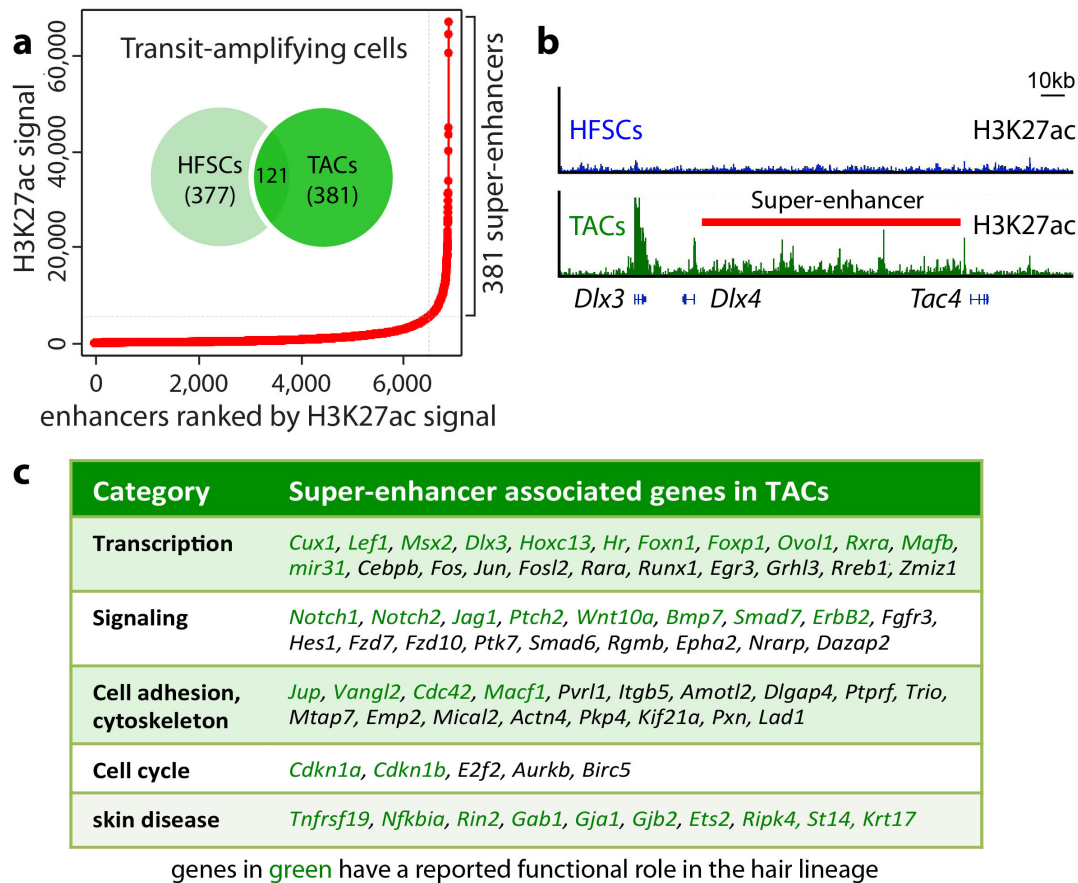 a
Transit-amplifying cells
H3K27ac signal
60,000
40,000
20,000
0
HFSCs
(377)
121
TACs
(381)
381 super-enhancers
0 2,000 4,000 6,000
enhancers ranked by H3K27ac signal
b
10kb
HFSCs H3K27ac
Super-enhancer
TACs H3K27ac
Dlx3 Dlx4 Tac4
c
Category Super-enhancer associated genes in TACs
Transcription Cux1, Lef1, Msx2, Dlx3, Hoxc13, Hr, Foxn1, Foxp1, Ovol1, Rxra, Mafb,
mir31, Cebpb, Fos, Jun, Fosl2, Rara, Runx1, Egr3, Grhl3, Rreb1, Zmiz1
Signaling Notch1, Notch2, Jag1, Ptch2, Wnt10a, Bmp7, Smad7, ErbB2, Fgfr3,
Hes1, Fzd7, Fzd10, Ptk7, Smad6, Rgmb, Epha2, Nrarp, Dazap2
Cell adhesion, Jup, Vangl2, Cdc42, Macf1, Pvrl1, Itgb5, Amotl2, Dlgap4, Ptprf, Trio,
cytoskeleton Mtap7, Emp2, Mical2, Actn4, Pkp4, Kif21a, Pxn, Lad1
Cell cycle Cdkn1a, Cdkn1b, E2f2, Aurkb, Birc5
skin disease Tnfrsf19, Nfkbia, Rin2, Gab1, Gja1, Gjb2, Ets2, Ripk4, St14, Krt17
genes in green have a reported functional role in the hair lineage